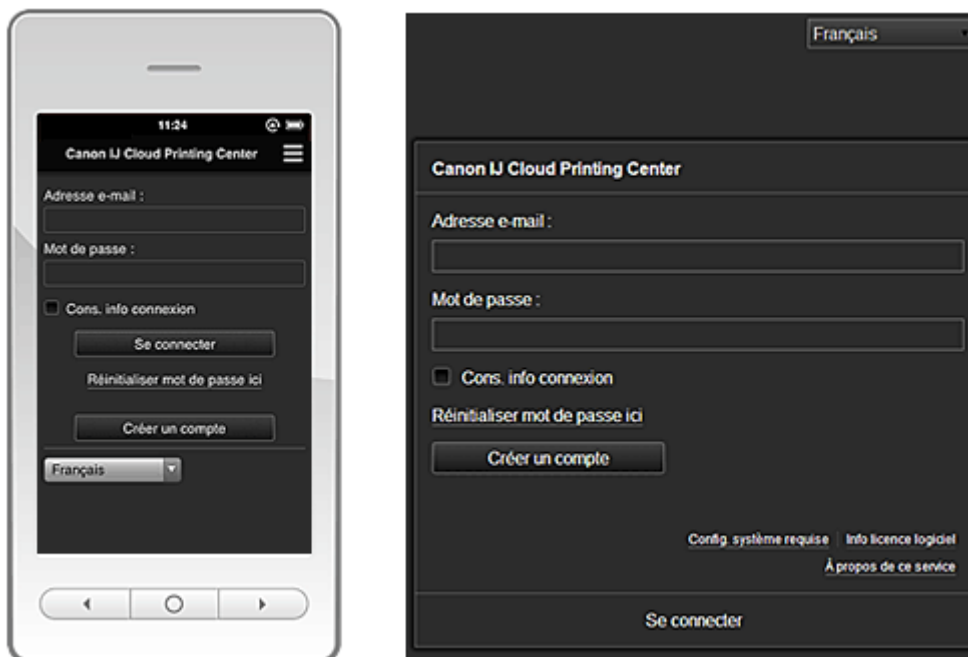 11:24
Canon IJ Cloud Printing Center
Adresse e-mail :
Mot de passe :
Cons. info connexion
Se connecter
Réinitialiser mot de passe ici
Créer un compte
Français
Français
Canon IJ Cloud Printing Center
Adresse e-mail :
Mot de passe :
Cons. info connexion
Réinitialiser mot de passe ici
Créer un compte
Config. système requise | Info licence logiciel
À propos de ce service
Se connecter